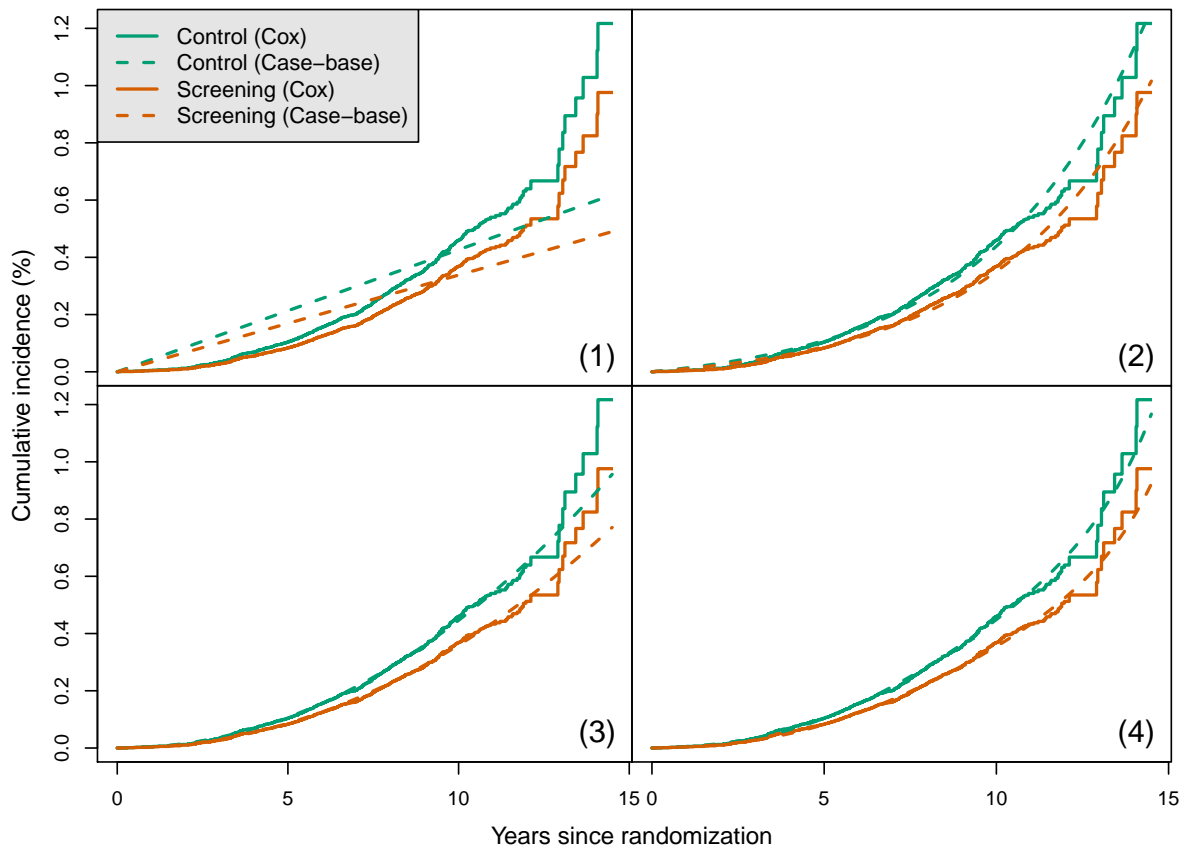 Control (Cox)
Control (Case−base)
Screening (Cox)
Screening (Case−base)
0.0 0.2 0.4 0.6 0.8 1.0 1.2
(1)
(2)
0.0 0.2 0.4 0.6 0.8 1.0 1.2
(3)
(4)
Cumulative incidence (%)
0 5 10 15 0 5 10 15
Years since randomization